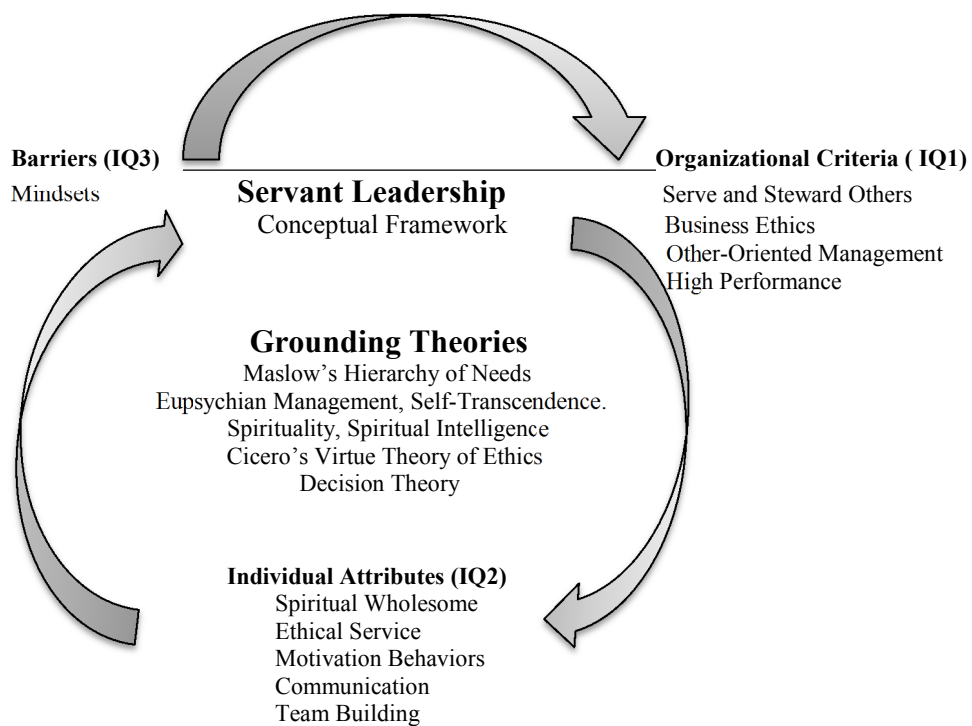 Barriers (IQ3)
Mindsets
Organizational Criteria ( IQ1)
Serve and Steward Others
Business Ethics
Other-Oriented Management
High Performance
Servant Leadership
Conceptual Framework
Grounding Theories
Maslow’s Hierarchy of Needs
Eupsychian Management, Self-Transcendence.
Spirituality, Spiritual Intelligence
Cicero’s Virtue Theory of Ethics
Decision Theory
Individual Attributes (IQ2)
Spiritual Wholesome
Ethical Service
Motivation Behaviors
Communication
Team Building